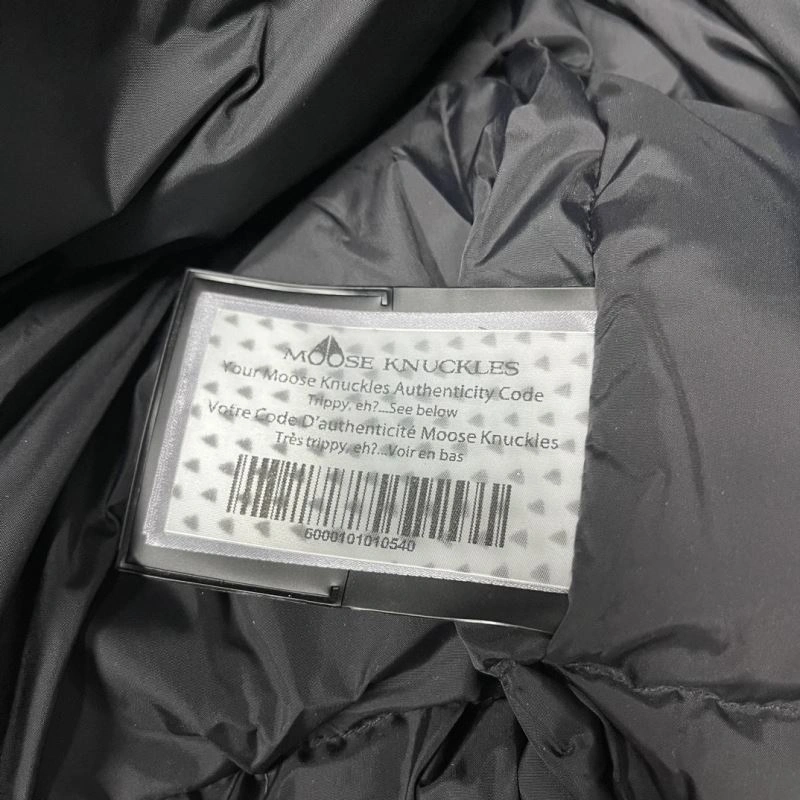 MOOSE KNUCKLES
Your Moose Knuckles Authenticity Code
Trippy, eh?...See below
Votre Code D'authenticité Moose Knuckles
Très trippy, eh?...Voir en bas
6000101010540